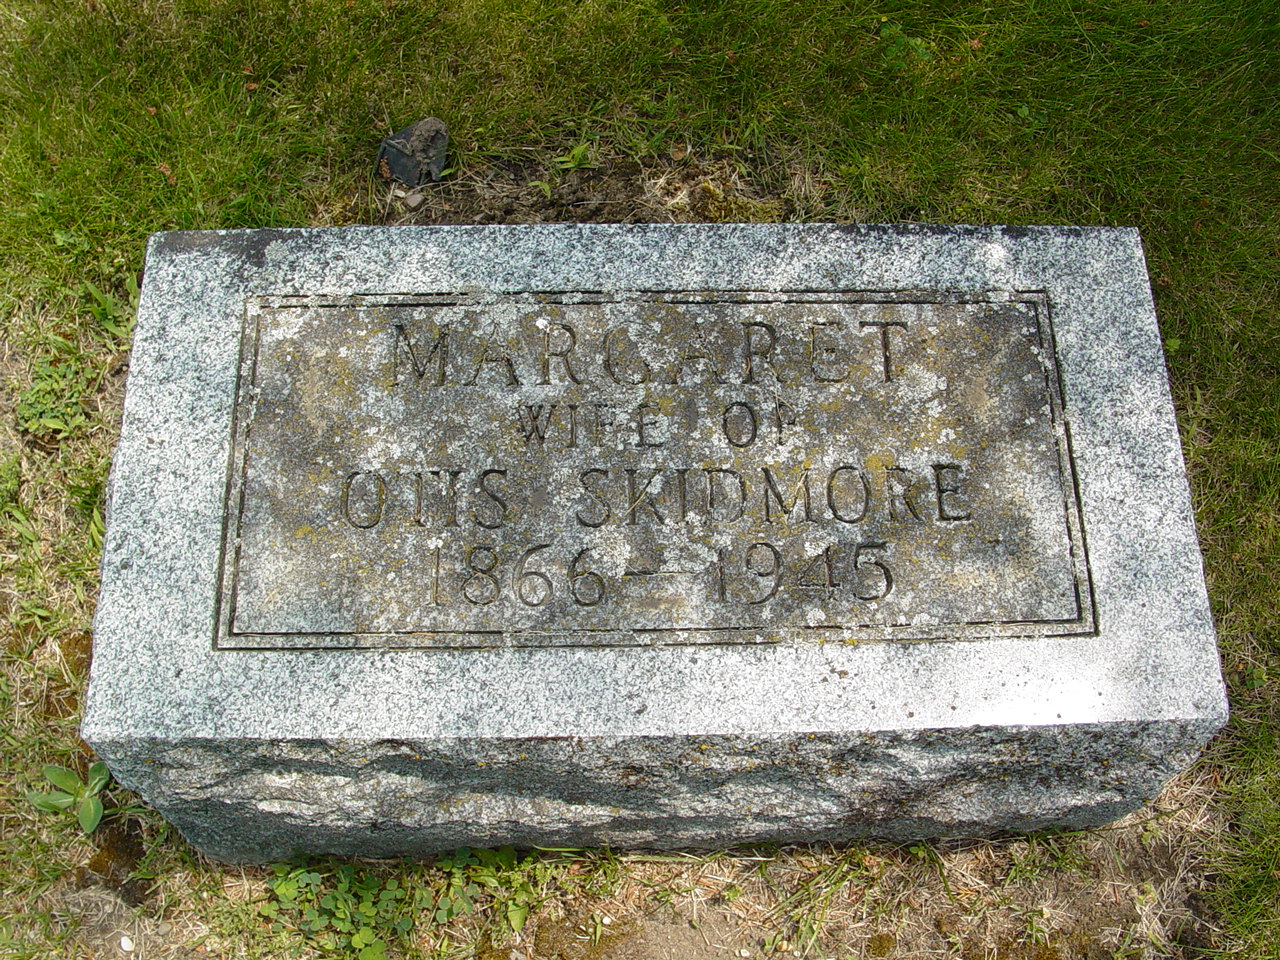 MARGARET
WIFE OF
OTIS SKIDMORE
1866 - 1945